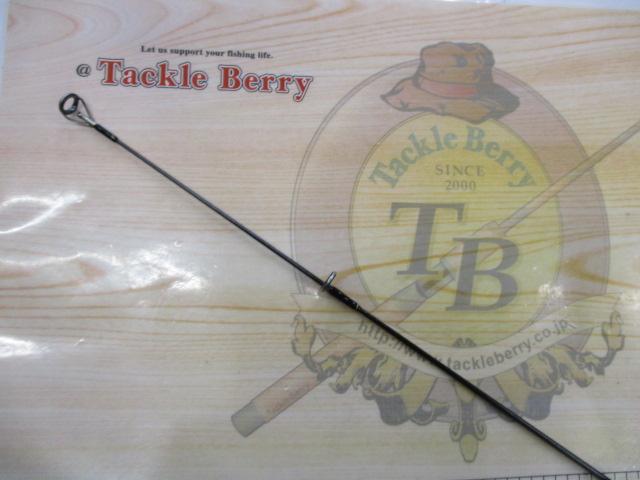 Let us support your fishing life.
@ Tackle Berry
Tackle Berry
SINCE
2000
TB
http://www.tackleberry.co.jp